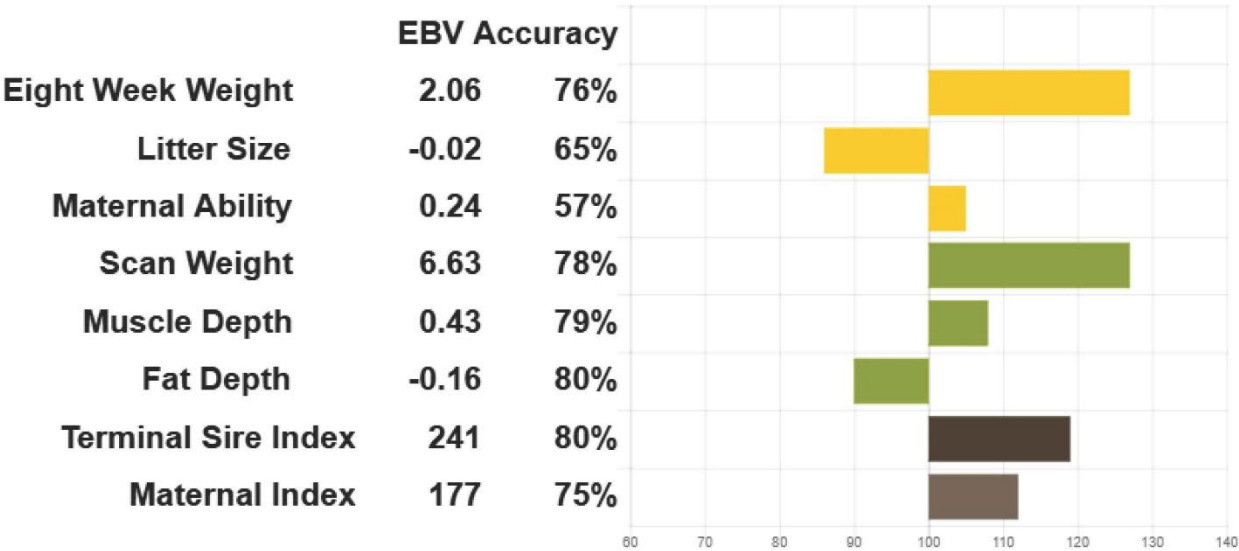 EBV Accuracy
Eight Week Weight 2.06 76%
Litter Size -0.02 65%
Maternal Ability 0.24 57%
Scan Weight 6.63 78%
Muscle Depth 0.43 79%
Fat Depth -0.16 80%
Terminal Sire Index 241 80%
Maternal Index 177 75%
60 70 80 90 100 110 120 130 140